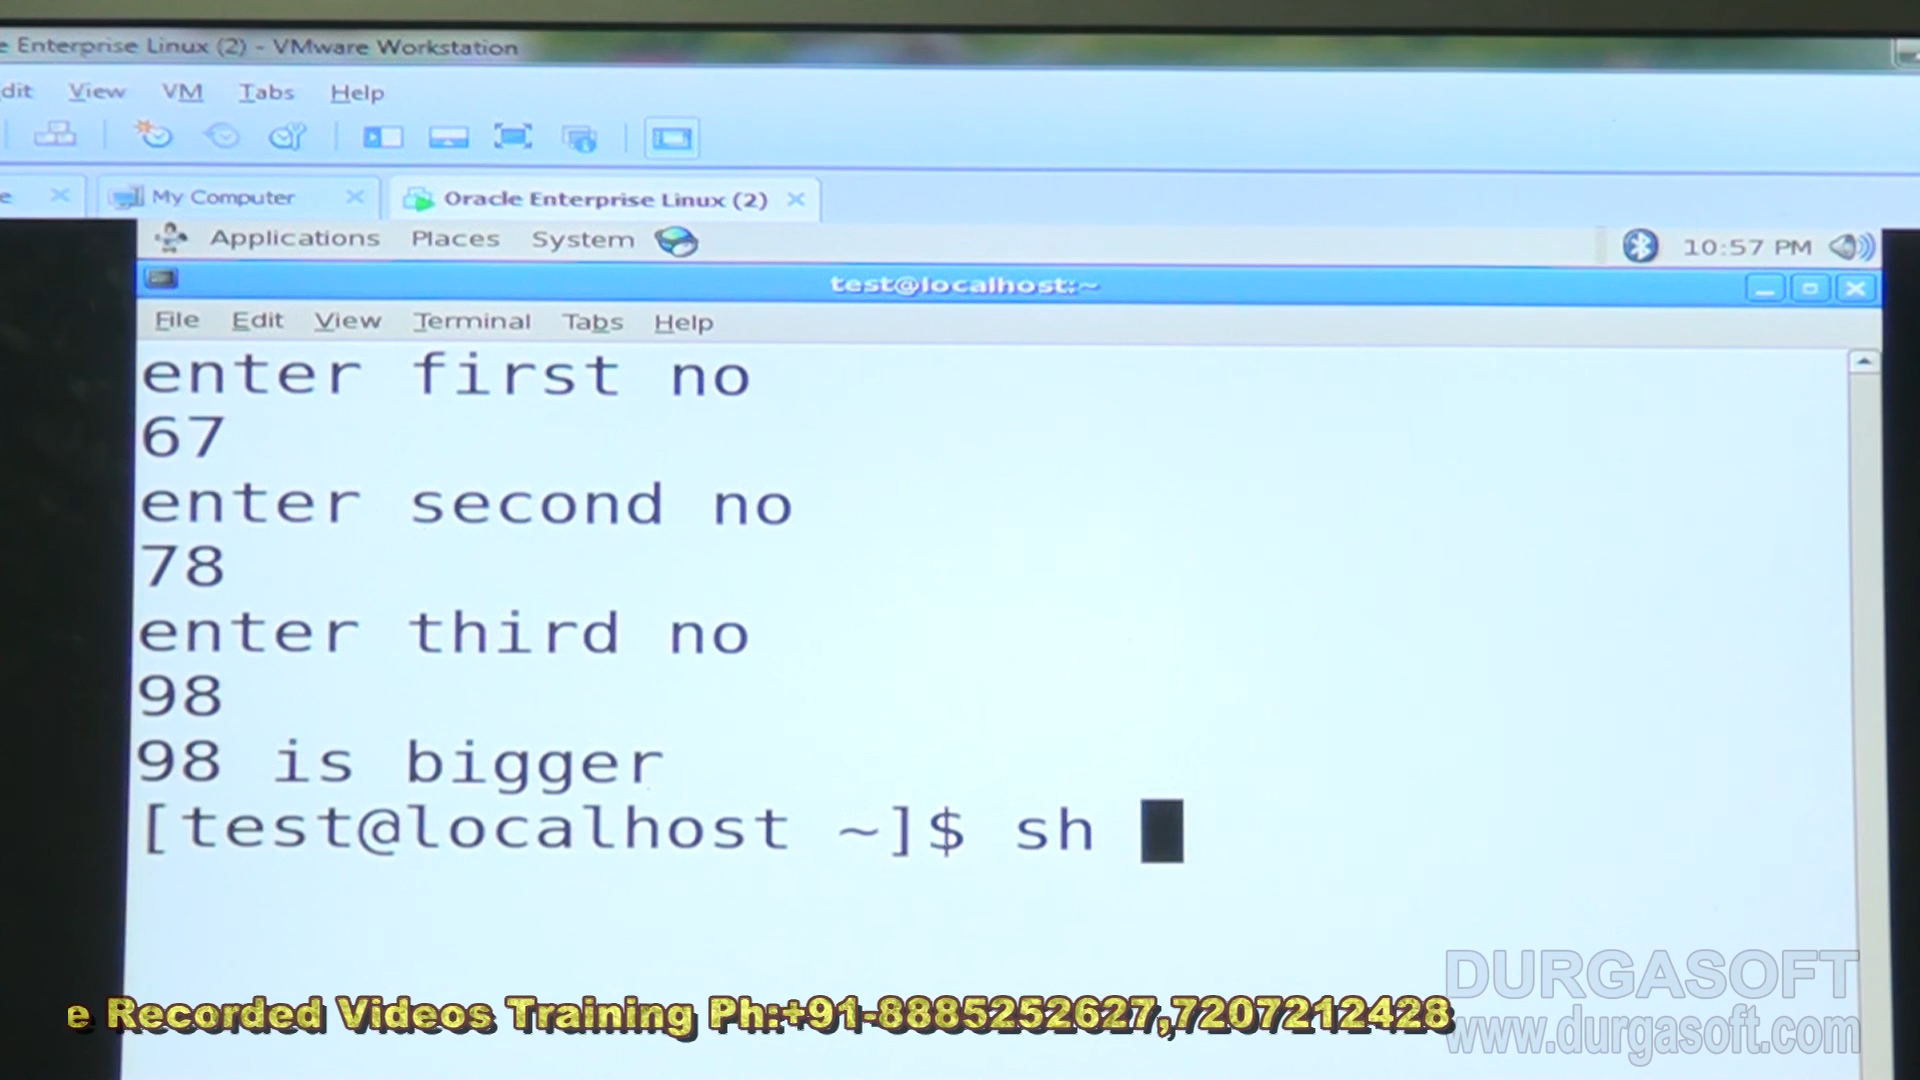 e Enterprise Linux (2) - VMware Workstation
dit View VM Tabs Help
e My Computer Oracle Enterprise Linux (2)
Applications Places System 10:57 PM
test@localhost:~
File Edit View Terminal Tabs Help
enter first no
67
enter second no
78
enter third no
98
98 is bigger
[test@localhost ~]$ sh
DURGASOFT
www.durgasoft.com
e Recorded Videos Training Ph:+91-8885252627,7207212428